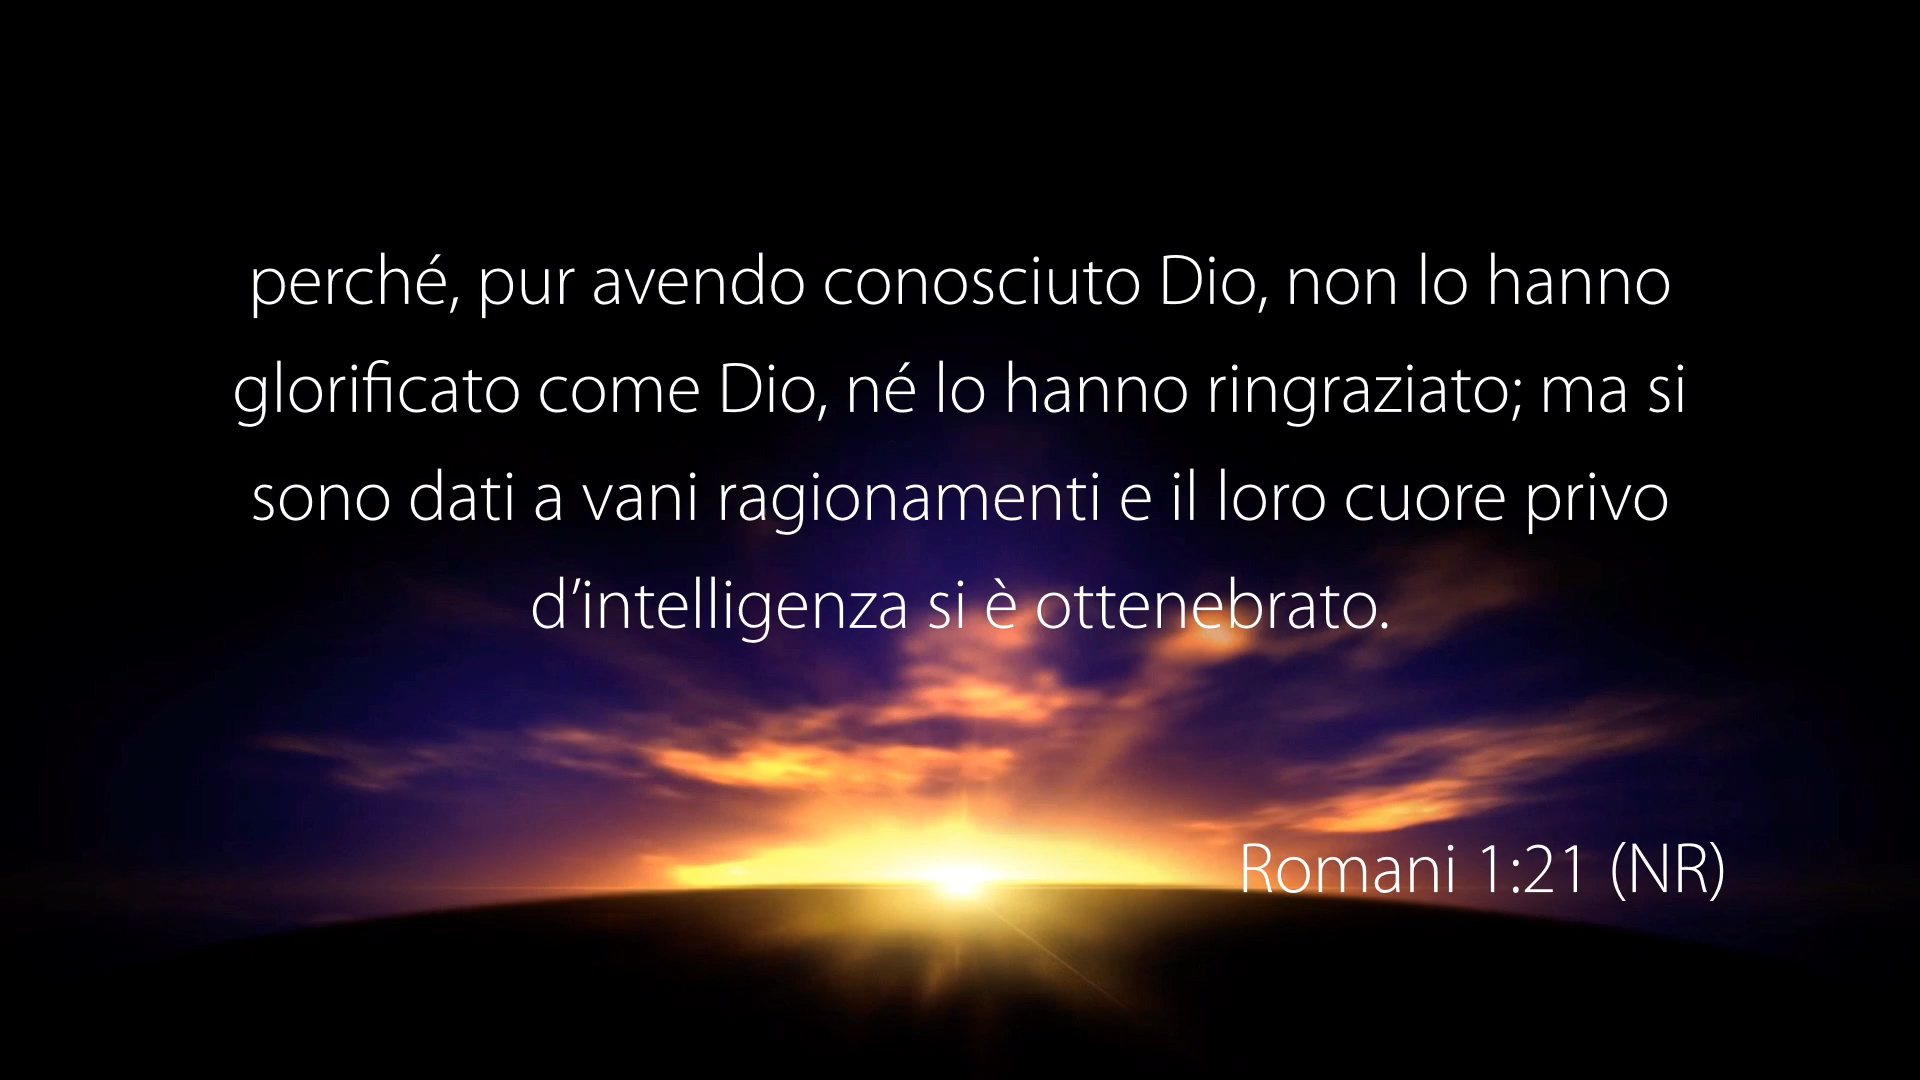 perché, pur avendo conosciuto Dio, non lo hanno
glorificato come Dio, né lo hanno ringraziato; ma si
sono dati a vani ragionamenti e il loro cuore privo
d’intelligenza si è ottenebrato.
Romani 1:21 (NR)